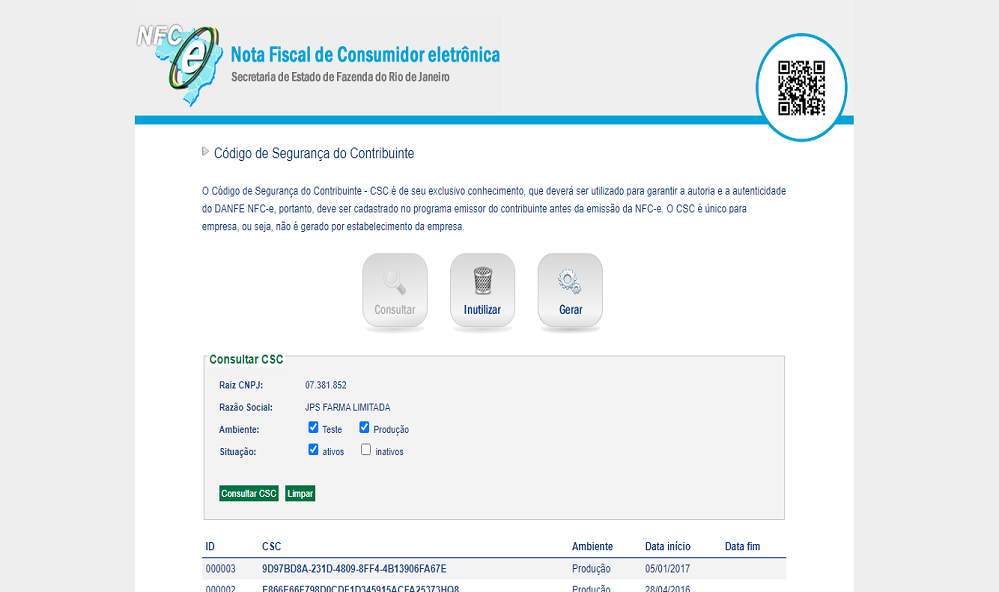 NFC e
Nota Fiscal de Consumidor eletrônica
Secretaria de Estado de Fazenda do Rio de Janeiro
Código de Segurança do Contribuinte
O Código de Segurança do Contribuinte - CSC é de seu exclusivo conhecimento, que deverá ser utilizado para garantir a autoria e a autenticidade
do DANFE NFC-e, portanto, deve ser cadastrado no programa emissor do contribuinte antes da emissão da NFC-e. O CSC é único para
empresa, ou seja, não é gerado por estabelecimento da empresa.
Consultar Inutilizar Gerar
Consultar CSC
Raiz CNPJ: 07.381.852
Razão Social: JPS FARMA LIMITADA
Ambiente: Teste Produção
Situação: ativos inativos
Consultar CSC Limpar
ID CSC Ambiente Data início Data fim
000003 9D97BD8A-231D-4809-8FF4-4B13906FA67E Produção 05/01/2017
000002 Produção 28/04/2016